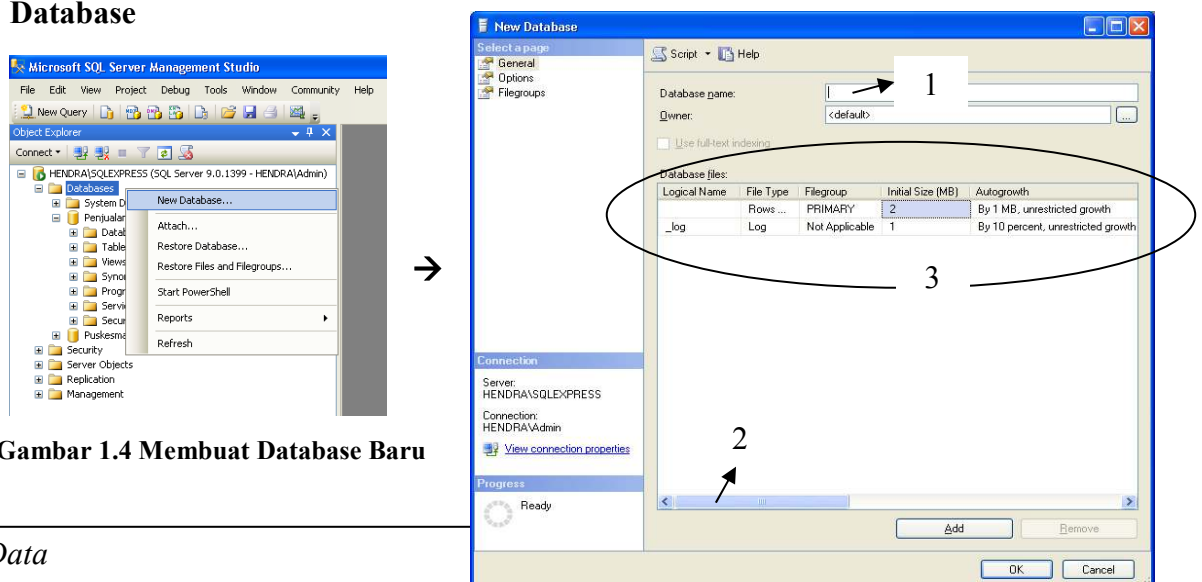 Database
Microsoft SQL Server Management Studio
File Edit View Project Debug Tools Window Community Help
New Query
Object Explorer
Connect
HENDRA\SQLEXPRESS (SQL Server 9.0.1399 - HENDRA\Admin)
Databases
System D
Penjualan
Datab
Table
Views
Synon
Progr
Servi
Secur
Puskesma
Security
Server Objects
Replication
Management
New Database...
Attach...
Restore Database...
Restore Files and Filegroups...
Start PowerShell
Reports
Refresh
→
Gambar 1.4 Membuat Database Baru
Data
New Database
Select a page
General
Options
Filegroups
Script Help
Database name:
1
Owner:
<default>
...
Use full-text indexing
Database files:
Logical Name File Type Filegroup Initial Size (MB) Autogrowth
Rows ... PRIMARY 2 By 1 MB, unrestricted growth
_log Log Not Applicable 1 By 10 percent, unrestricted growth
3
Connection
Server:
HENDRA\SQLEXPRESS
Connection:
HENDRA\Admin
View connection properties
2
Progress
Ready
Add Remove
OK Cancel